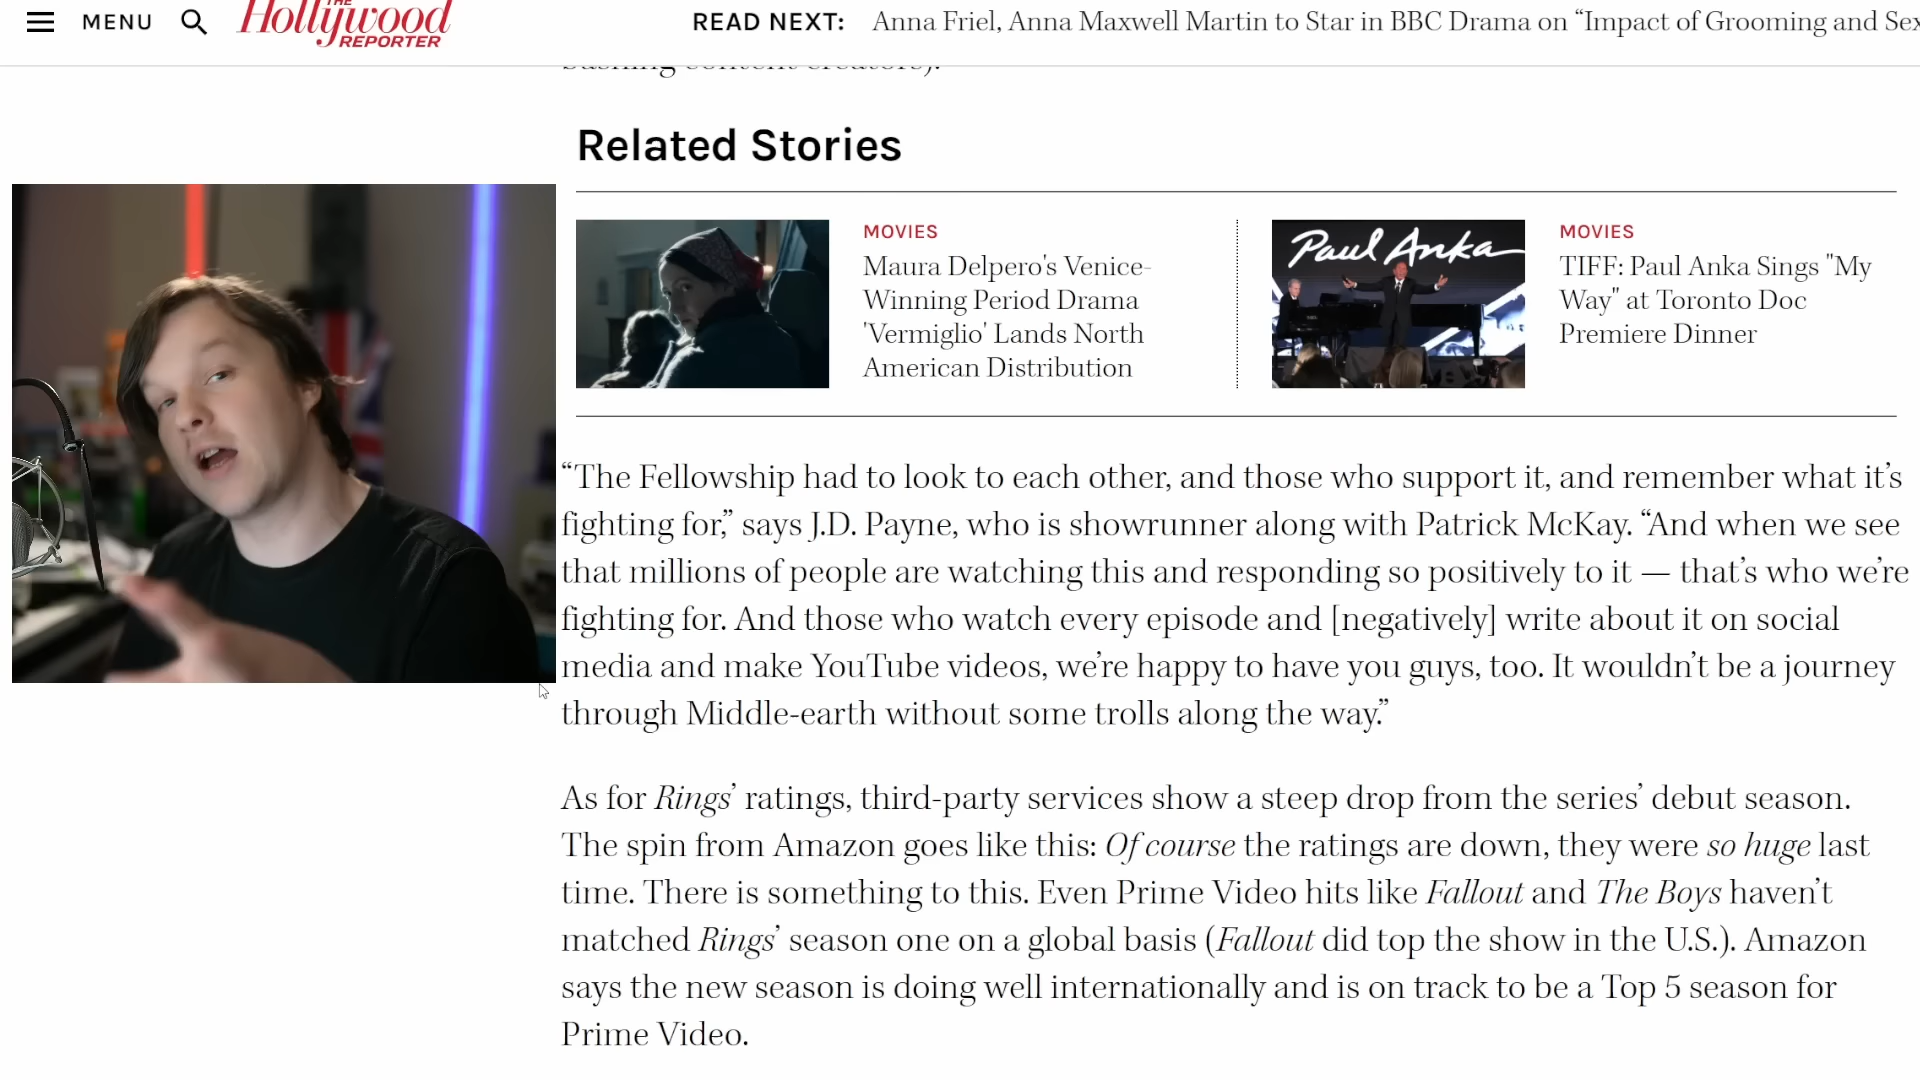 MENU
THE
Hollywood
REPORTER
READ NEXT: Anna Friel, Anna Maxwell Martin to Star in BBC Drama on “Impact of Grooming and Sex
bashing content creators).
Related Stories
MOVIES
Maura Delpero's Venice-
Winning Period Drama
'Vermiglio' Lands North
American Distribution
Paul Anka
MOVIES
TIFF: Paul Anka Sings "My
Way" at Toronto Doc
Premiere Dinner
“The Fellowship had to look to each other, and those who support it, and remember what it’s
fighting for,” says J.D. Payne, who is showrunner along with Patrick McKay. “And when we see
that millions of people are watching this and responding so positively to it — that’s who we’re
fighting for. And those who watch every episode and [negatively] write about it on social
media and make YouTube videos, we’re happy to have you guys, too. It wouldn’t be a journey
through Middle-earth without some trolls along the way.”
As for Rings’ ratings, third-party services show a steep drop from the series’ debut season.
The spin from Amazon goes like this: Of course the ratings are down, they were so huge last
time. There is something to this. Even Prime Video hits like Fallout and The Boys haven’t
matched Rings’ season one on a global basis (Fallout did top the show in the U.S.). Amazon
says the new season is doing well internationally and is on track to be a Top 5 season for
Prime Video.